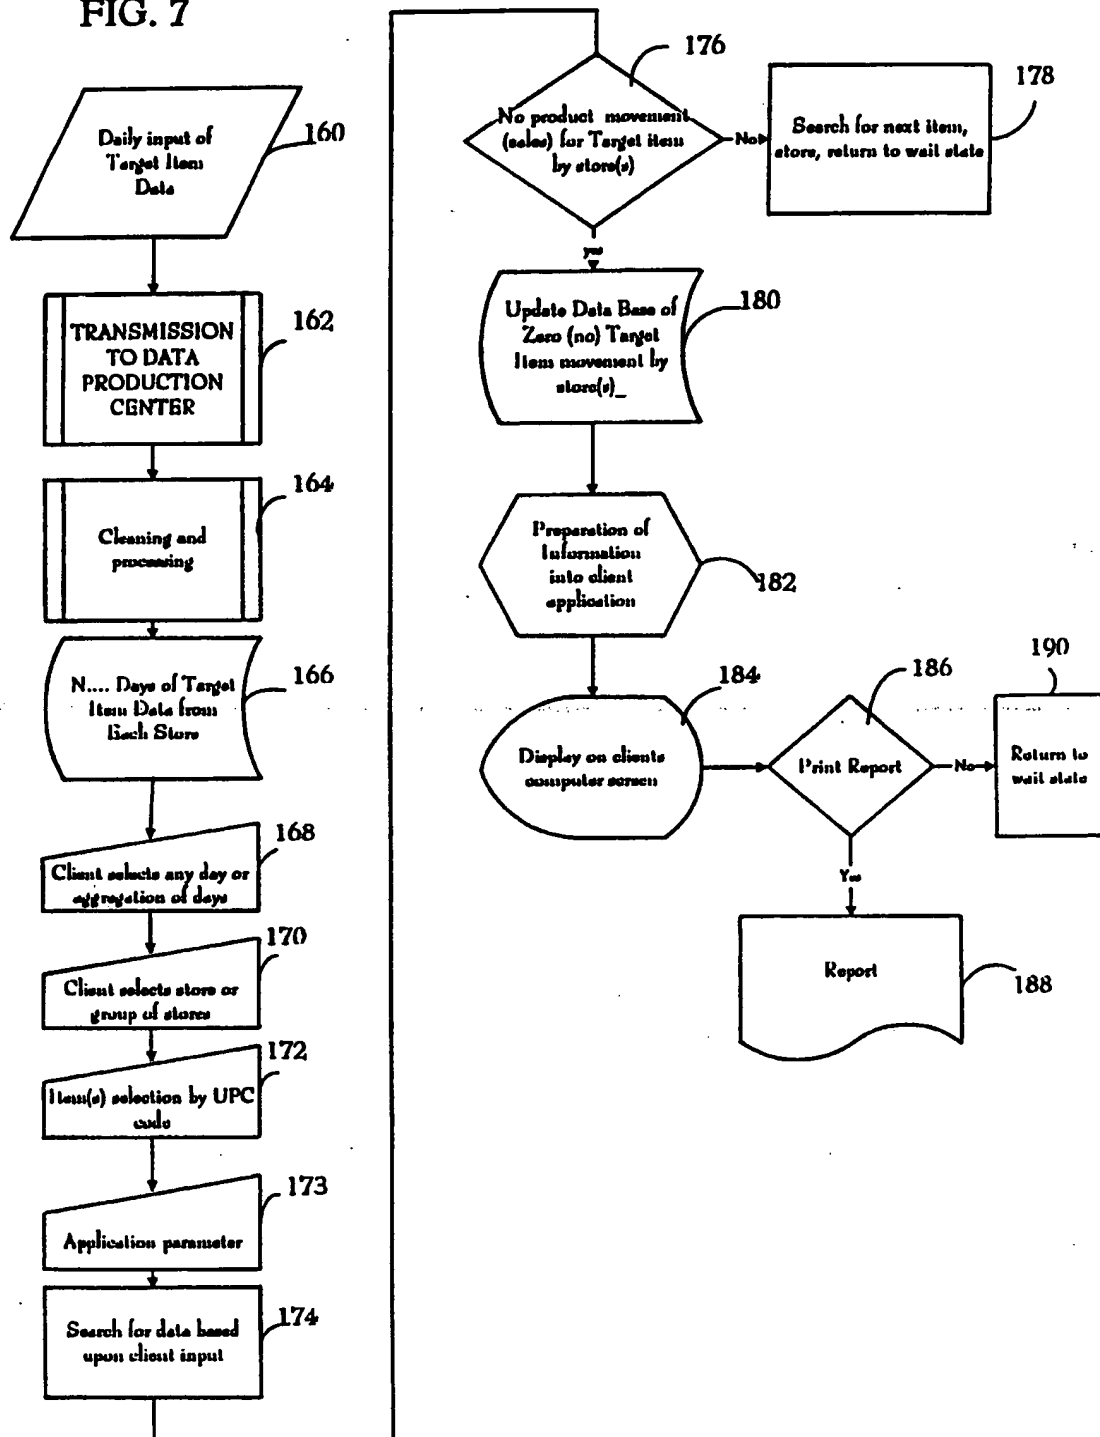 FIG. 7
Daily input of
Target Item
Data
160
TRANSMISSION
TO DATA
PRODUCTION
CENTER
162
Cleaning and
processing
164
N.... Days of Target
Item Data from
Each Store
166
Client selects any day or
aggregation of days
168
Client selects store or
group of stores
170
Item(s) selection by UPC
code
172
Application parameter
173
Search for data based
upon client input
174
No product movement
(sales) for Target item
by store(s)
176
No
Search for next item,
store, return to wait state
178
yes
Update Data Base of
Zero (no) Target
Item movement by
store(s)_
180
Preparation of
Information
into client
application
182
Display on clients
computer screen
184
Print Report
186
No
Return to
wait state
190
Yes
Report
188